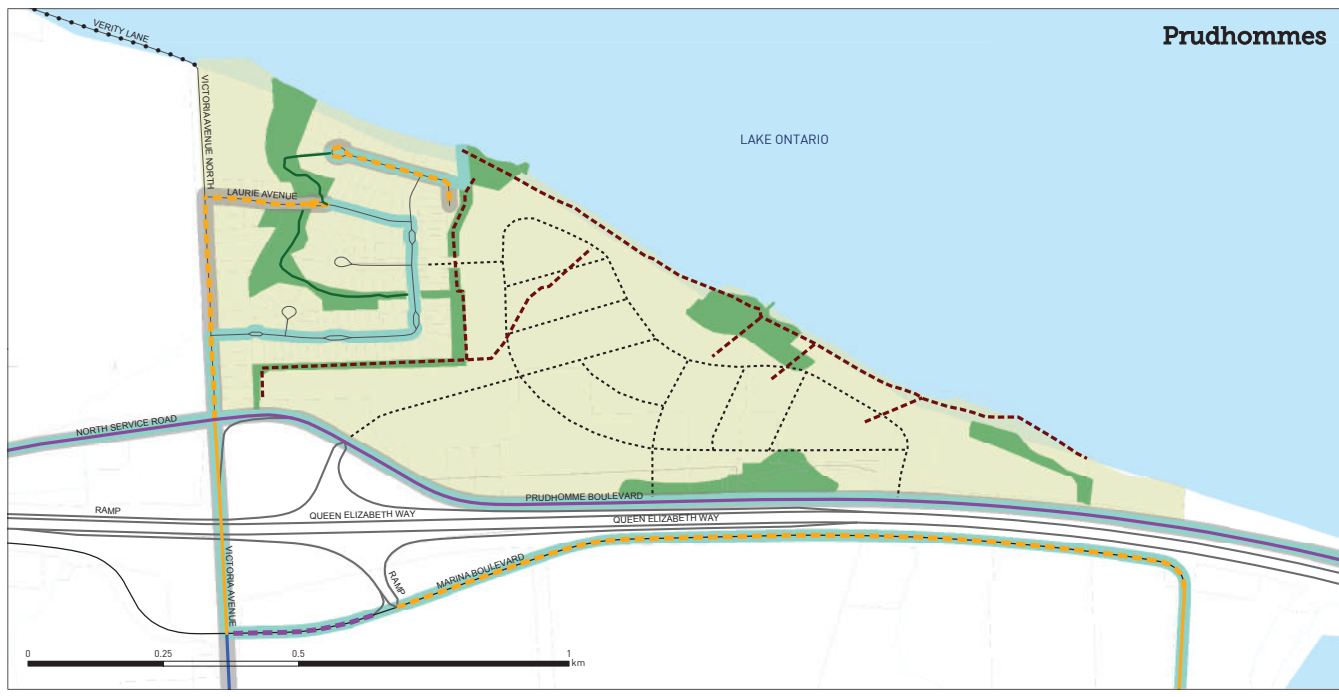 Prudhommes
VERITY LANE
VICTORIA AVENUE NORTH
LAKE ONTARIO
LAURIE AVENUE
NORTH SERVICE ROAD
PRUDHOMME BOULEVARD
RAMP
QUEEN ELIZABETH WAY
QUEEN ELIZABETH WAY
VICTORIA AVENUE
RAMP
MARINA BOULEVARD
0 0.25 0.5 1
km